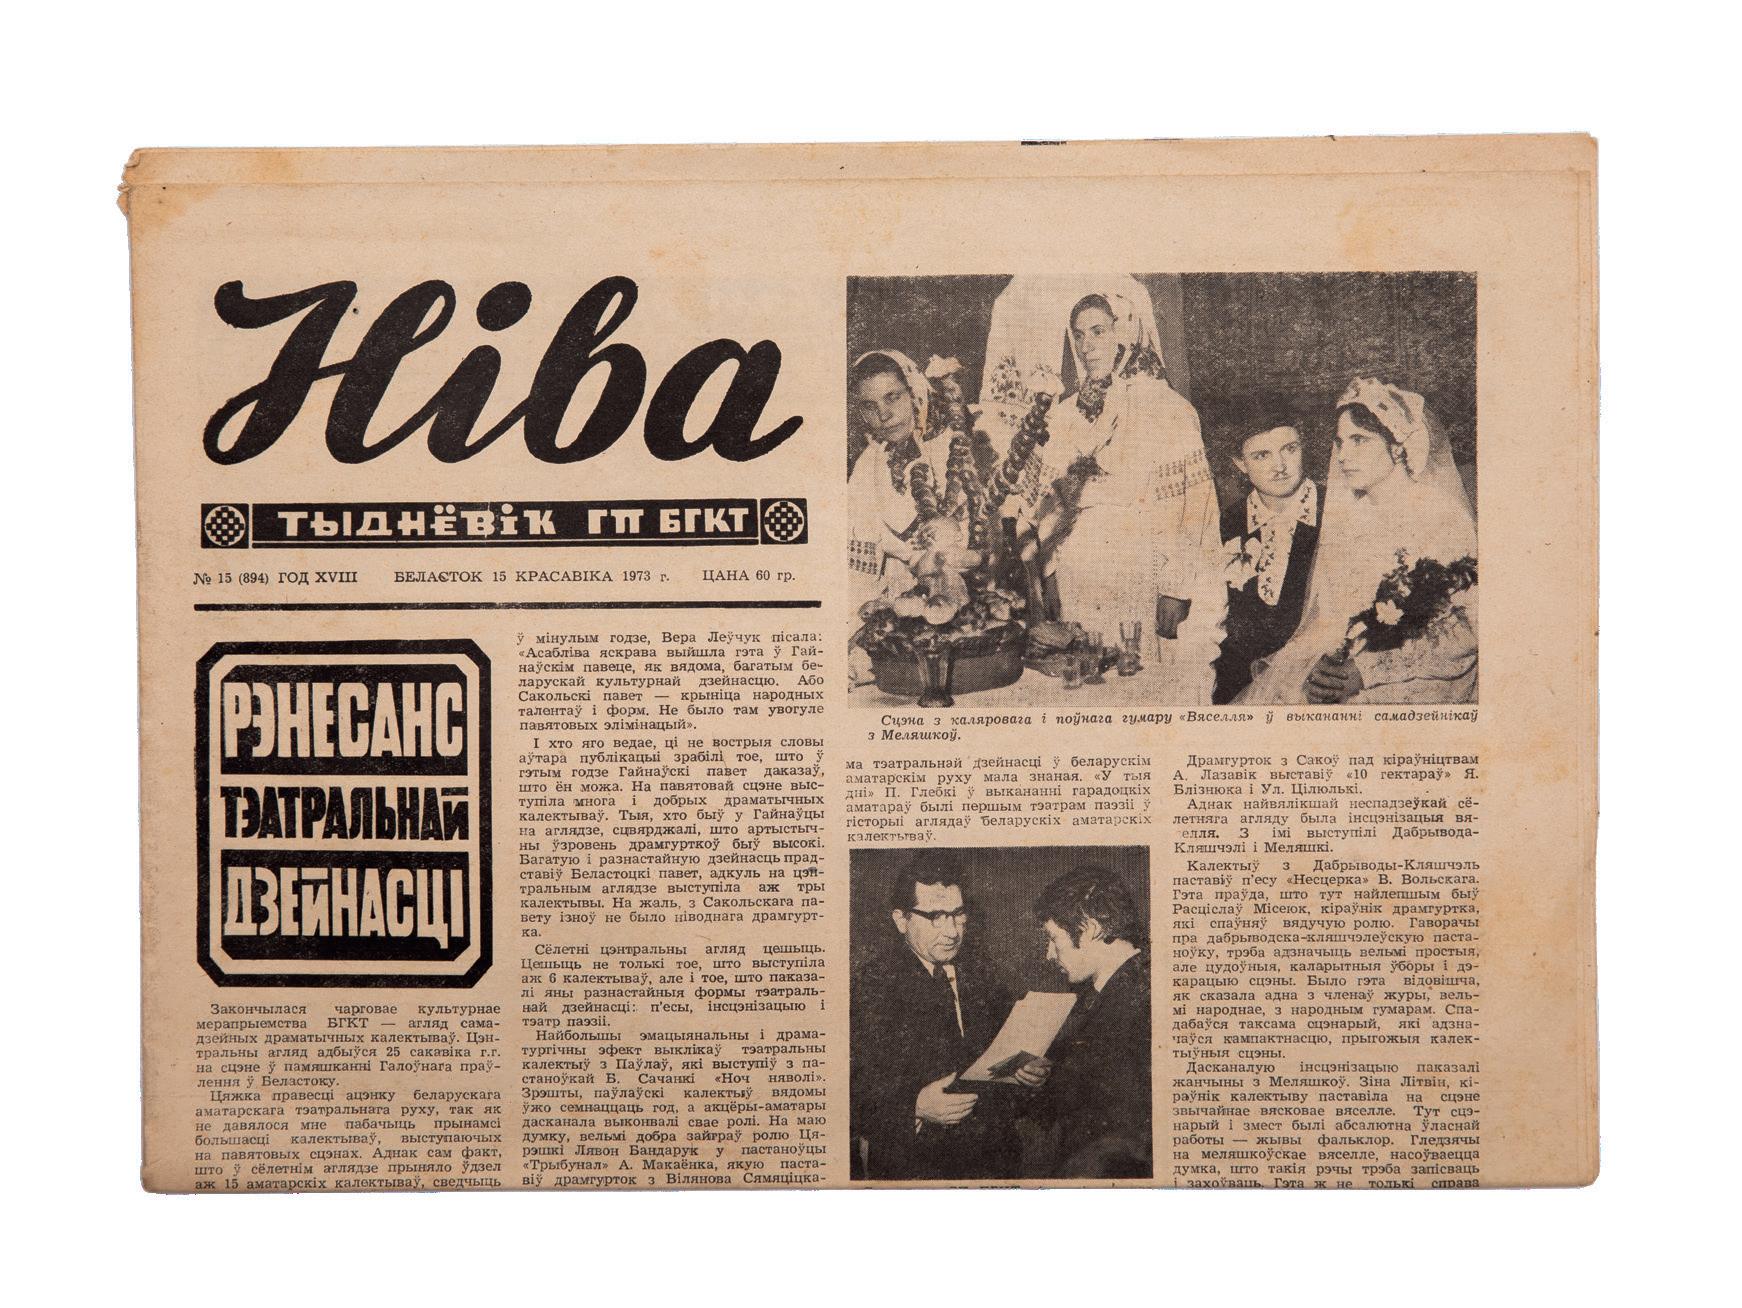 Ніва
ТЫДНЁВІК ГП БГКТ
№ 15 (894) ГОД XVIII БЕЛАСТОК 15 КРАСАВІКА 1973 г. ЦАНА 60 гр.
РЭНЕСАНС
ТЭАТРАЛЬНАЙ
ДЗЕЙНАСЦІ
Закончылася чарговае культурнае
мерапрыемства БГКТ — агляд сама-
дзейных драматычных калектываў. Цэн-
тральны агляд адбыўся 25 сакавіка г.г.
на сцэне ў памяшканні Галоўнага праў-
лення ў Беластоку.
Цяжка правесці ацэнку беларускага
аматарскага тэатральнага руху, так як
не давялося мне пабачыць прынамсі
большасці калектываў, выступаючых
на павятовых сцэнах. Аднак сам факт,
што ў сёлетнім аглядзе прыняло ўдзел
аж 15 аматарскіх калектываў, сведчыць
ў мінулым годзе, Вера Леўчук пісала:
«Асабліва яскрава выйшла гэта ў Гай-
наўскім павеце, як вядома, багатым бе-
ларускай культурнай дзейнасцю. Або
Сакольскі павет — крыніца народных
талентаў і форм. Не было там увогуле
павятовых элімінацый».
І хто яго ведае, ці не вострыя словы
аўтара публікацыі зрабілі тое, што ў
гэтым годзе Гайнаўскі павет даказаў,
што ён можа. На павятовай сцэне выс-
тупіла многа і добрых драматычных
калектываў. Тыя, хто быў у Гайнаўцы
на аглядзе, сцвярджалі, што артыстыч-
ны ўзровень драмгурткоў быў высокі.
Багатую і разнастайную дзейнасць прад-
ставіў Беластоцкі павет, адкуль на цэн-
тральным аглядзе выступіла аж тры
калектывы. На жаль, з Сакольскага па-
вету ізноў не было ніводнага драмгурт-
ка.
Сёлетні цэнтральны агляд цешыць.
Цешыць не толькі тое, што выступіла
аж 6 калектываў, але і тое, што паказа-
лі яны разнастайныя формы тэатраль-
най дзейнасці: п'есы, інсцэнізацыю і
тэатр паэзіі.
Найбольшы эмацыянальны і драма-
тургічны эфект выклікаў тэатральны
калектыў з Паўлаў, які выступіў з па-
станоўкай Б. Сачанкі «Ноч няволі».
Зрэшты, паўлаўскі калектыў вядомы
ўжо семнаццаць год, а акцёры-аматары
дасканала выконвалі свае ролі. На маю
думку, вельмі добра зайграў ролю Ця-
рэшкі Лявон Бандарук у пастаноўцы
«Трыбунал» А. Макаёнка, якую паста-
віў драмгурток з Вілянова Сямяціцка-
Сцэна з каляровага і поўнага гумару «Вяселля» ў выкананні самадзейнікаў
з Меляшкоў.
ма тэатральнай дзейнасці ў беларускім
аматарскім руху мала знаная. «У тыя
дні» П. Глебкі ў выкананні гарадоцкіх
аматараў былі першым тэатрам паэзіі ў
гісторыі аглядаў беларускіх аматарскіх
калектываў.
Драмгурток з Сакоў пад кіраўніцтвам
А. Лазавік выставіў «10 гектараў» Я.
Блізнюка і Ул. Цілюлькі.
Аднак найвялікшай неспадзеўкай сё-
летняга агляду была інсцэнізацыя вя-
селля. З імі выступілі Дабрывода-
Кляшчэлі і Меляшкі.
Калектыў з Дабрыводы-Кляшчэль
паставіў п'есу «Несцерка» В. Вольскага.
Гэта праўда, што тут найлепшым быў
Расціслаў Місеюк, кіраўнік драмгуртка,
які спаўняў вядучую ролю. Гаворачы
пра дабрыводска-кляшчэлеўскую паста-
ноўку, трэба адзначыць вельмі простыя,
але цудоўныя, каларытныя ўборы і дэ-
карацыю сцэны. Было гэта відовішча,
як сказала адна з членаў журы, вель-
мі народнае, з народным гумарам. Спа-
дабаўся таксама сцэнарый, які адзна-
чаўся кампактнасцю, прыгожыя калек-
тыўныя сцэны.
Дасканалую інсцэнізацыю паказалі
жанчыны з Меляшкоў. Зіна Літвін, кі-
раўнік калектыву паставіла на сцэне
звычайнае вясковае вяселле. Тут сцэ-
нарый і змест былі абсалютна ўласнай
работы — жывы фальклор. Гледзячы
на меляшкоўскае вяселле, насоўваецца
думка, што такія рэчы трэба запісваць
і захоўваць. Гэта ж не толькі справа